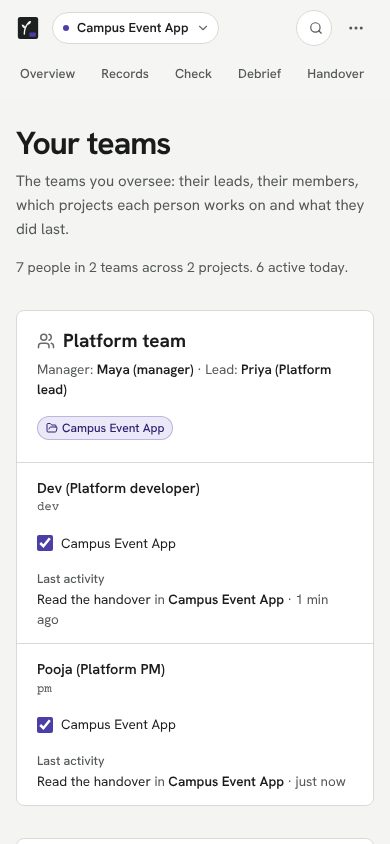 Campus Event App
Overview Records Check Debrief Handover
Your teams
The teams you oversee: their leads, their members,
which projects each person works on and what they
did last.
7 people in 2 teams across 2 projects. 6 active today.
Platform team
Manager: Maya (manager) · Lead: Priya (Platform
lead)
Campus Event App
Dev (Platform developer)
dev
Campus Event App
Last activity
Read the handover in Campus Event App · 1 min
ago
Pooja (Platform PM)
pm
Campus Event App
Last activity
Read the handover in Campus Event App · just now